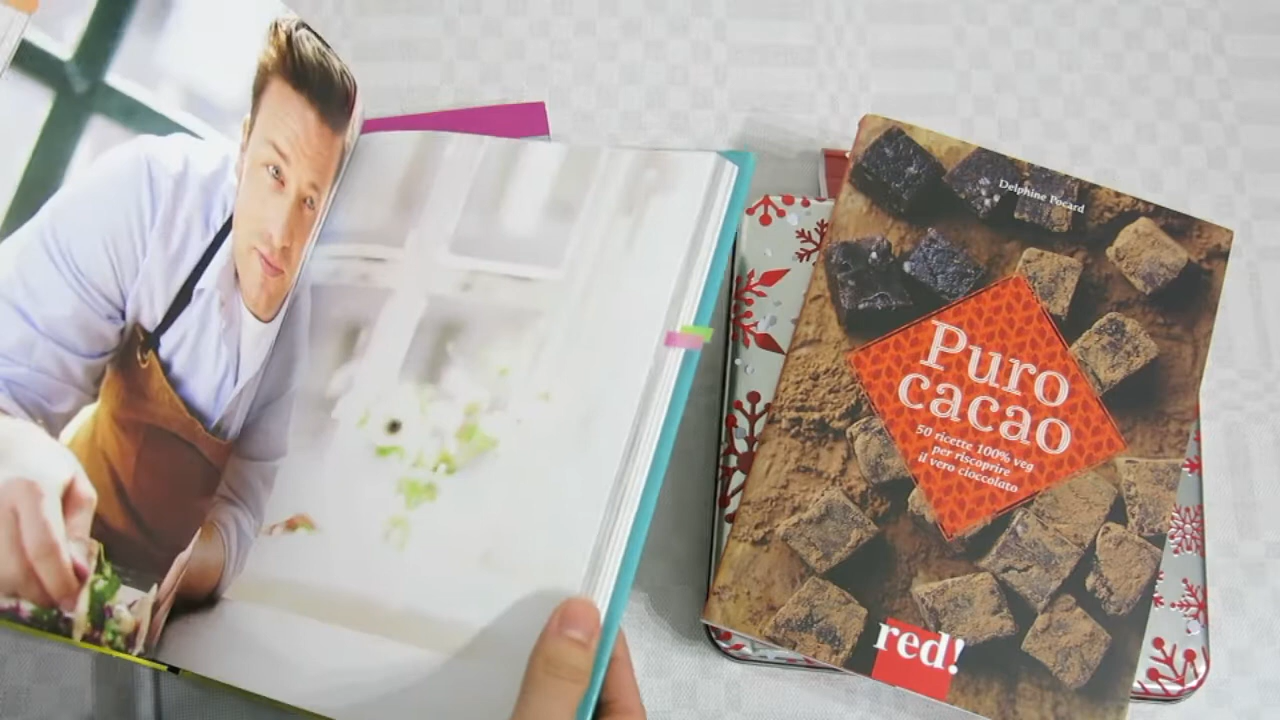 Delphine Pocard
Puro
cacao
50 ricette 100% veg
per riscoprire
il vero cioccolato
red!